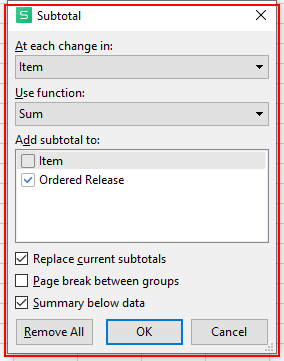 Subtotal
At each change in:
Item
Use function:
Sum
Add subtotal to:
Item
Ordered Release
Replace current subtotals
Page break between groups
Summary below data
Remove All OK Cancel